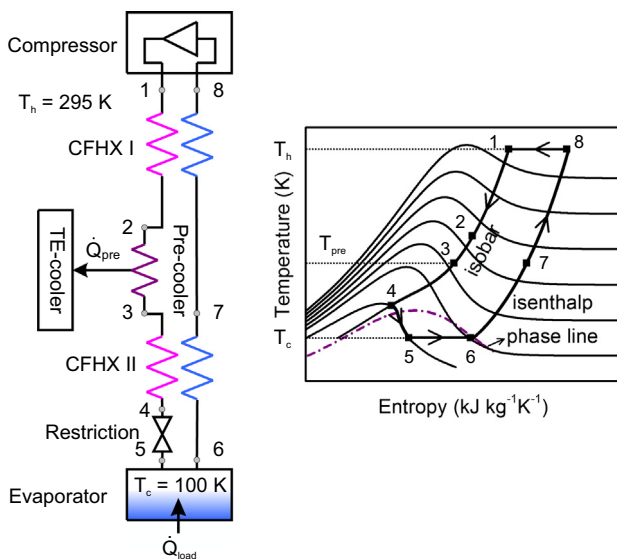 Compressor
1
8
T_h = 295 K
CFHX I
2
TE-cooler
Q̇_pre
Pre-cooler
3
7
CFHX II
4
Restriction
5
6
Evaporator
T_c = 100 K
Q̇_load
Temperature (K)
T_h
T_pre
T_c
1
8
2
3
isobar
7
4
isenthalp
phase line
5
6
Entropy (kJ kg⁻¹K⁻¹)